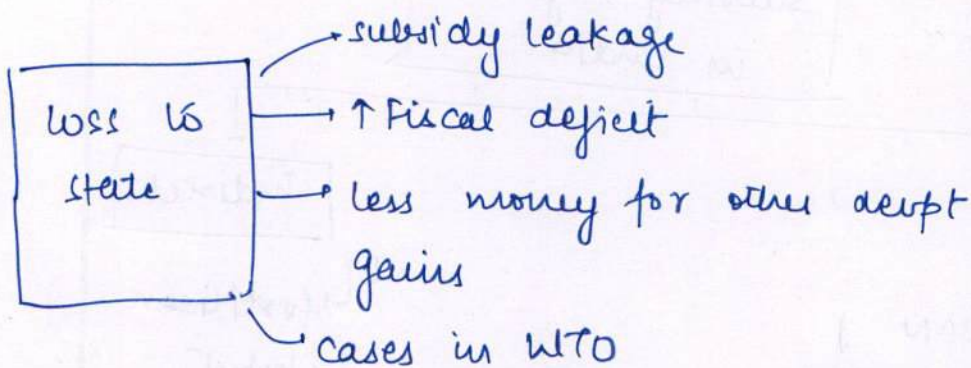 subsidy leakage
loss to
state
↑ Fiscal deficit
less money for other devpt
gains
cases in WTO